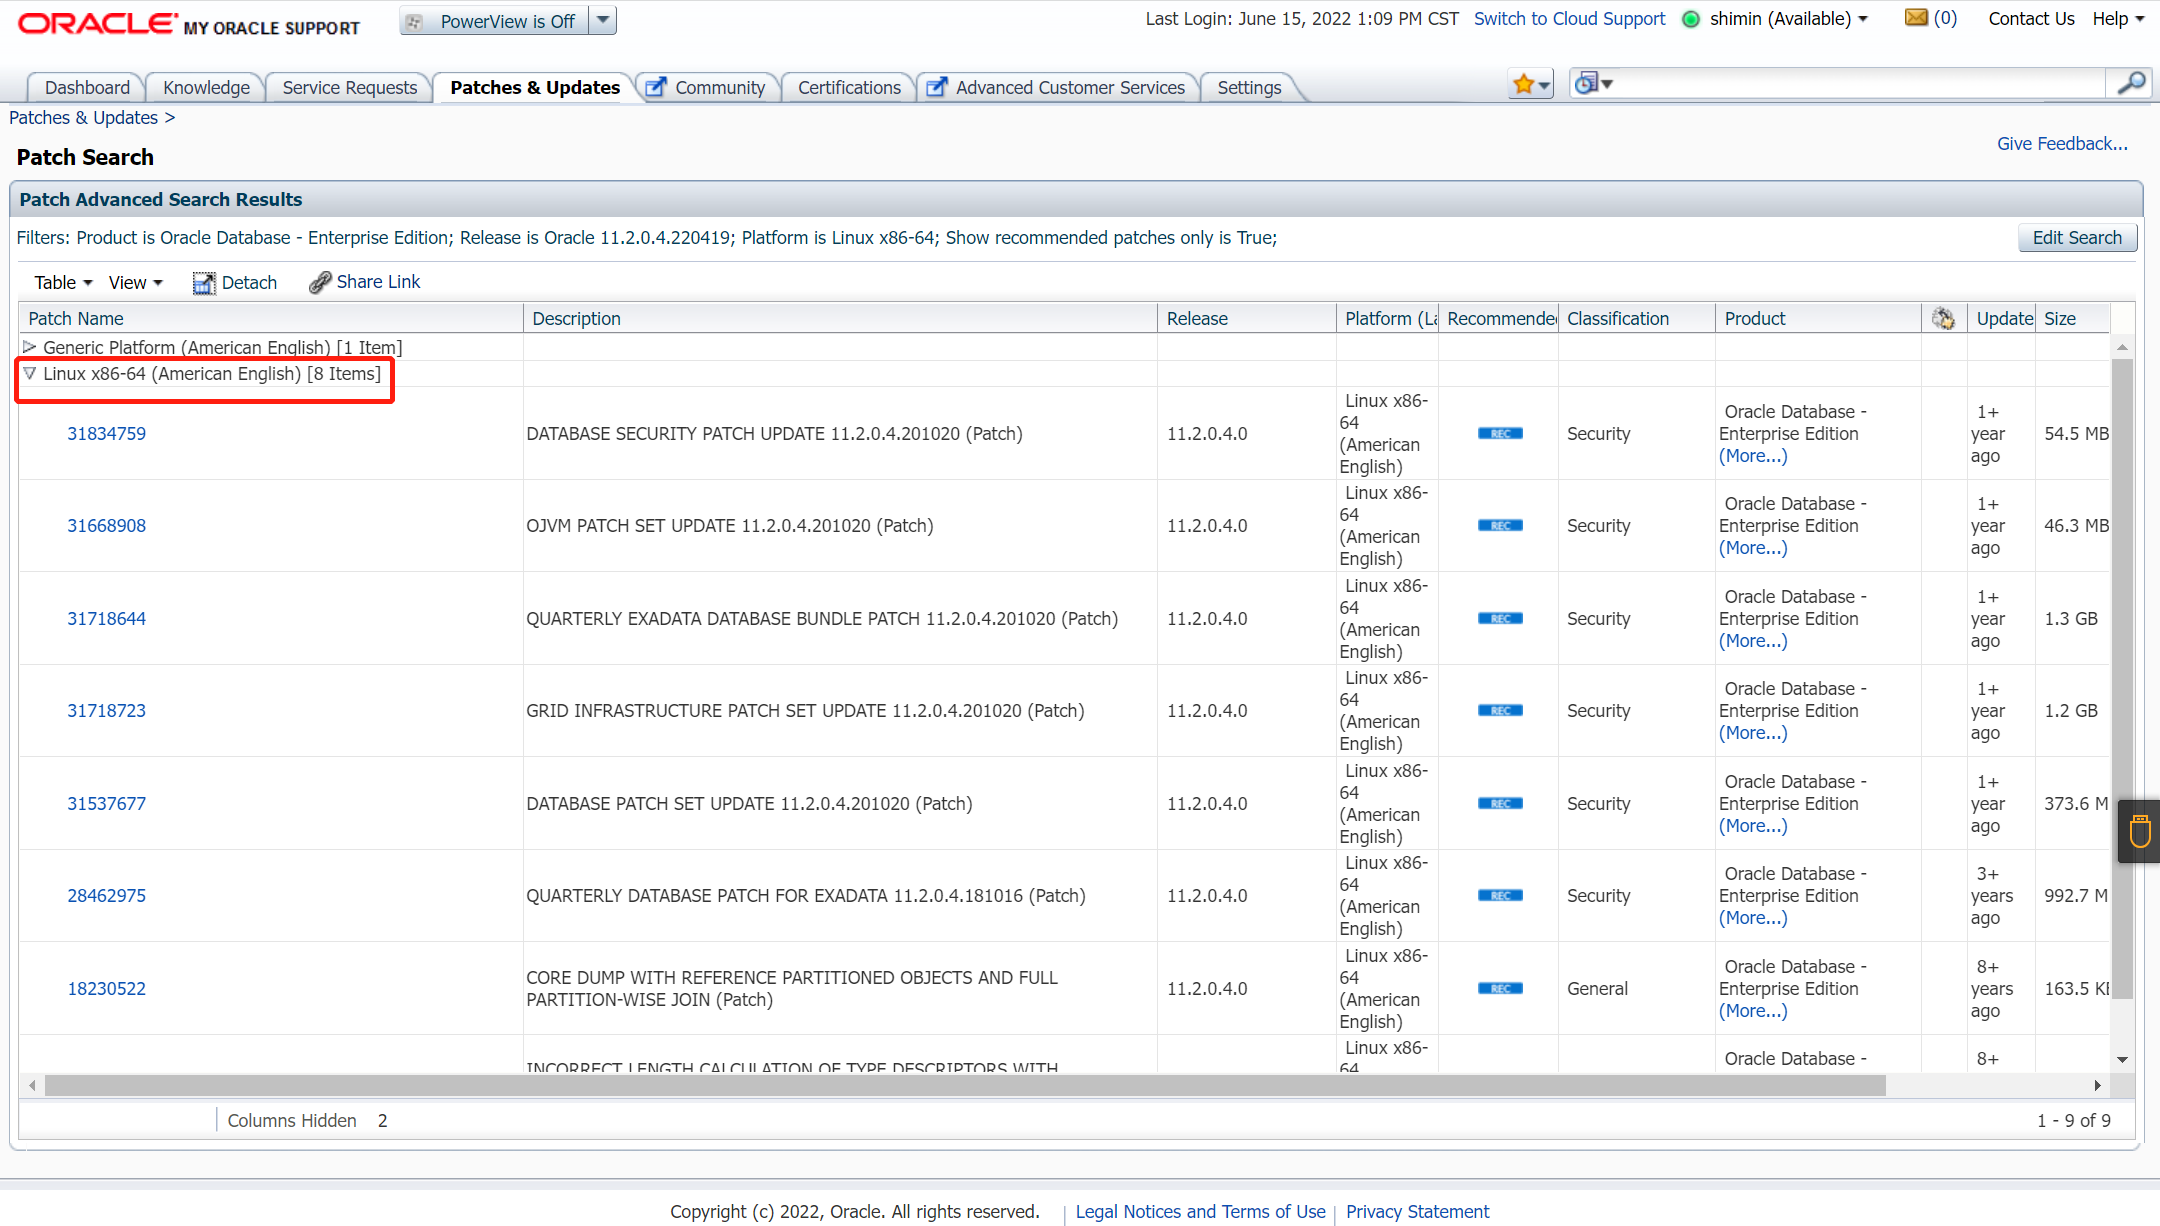 ORACLE MY ORACLE SUPPORT
PowerView is Off
Last Login: June 15, 2022 1:09 PM CST Switch to Cloud Support shimin (Available) (0) Contact Us Help
Dashboard Knowledge Service Requests Patches & Updates Community Certifications Advanced Customer Services Settings
Patches & Updates >
Give Feedback...
Patch Search
Patch Advanced Search Results
Filters: Product is Oracle Database - Enterprise Edition; Release is Oracle 11.2.0.4.220419; Platform is Linux x86-64; Show recommended patches only is True;
Edit Search
Table View Detach Share Link
Patch Name Description Release Platform (La Recommended Classification Product Update Size
Generic Platform (American English) [1 Item]
Linux x86-64 (American English) [8 Items]
31834759 DATABASE SECURITY PATCH UPDATE 11.2.0.4.201020 (Patch) 11.2.0.4.0
Linux x86-
64
(American
English)
REC Security
Oracle Database -
Enterprise Edition
(More...)
1+
year
ago
54.5 MB
31668908 OJVM PATCH SET UPDATE 11.2.0.4.201020 (Patch) 11.2.0.4.0
Linux x86-
64
(American
English)
REC Security
Oracle Database -
Enterprise Edition
(More...)
1+
year
ago
46.3 MB
31718644 QUARTERLY EXADATA DATABASE BUNDLE PATCH 11.2.0.4.201020 (Patch) 11.2.0.4.0
Linux x86-
64
(American
English)
REC Security
Oracle Database -
Enterprise Edition
(More...)
1+
year
ago
1.3 GB
31718723 GRID INFRASTRUCTURE PATCH SET UPDATE 11.2.0.4.201020 (Patch) 11.2.0.4.0
Linux x86-
64
(American
English)
REC Security
Oracle Database -
Enterprise Edition
(More...)
1+
year
ago
1.2 GB
31537677 DATABASE PATCH SET UPDATE 11.2.0.4.201020 (Patch) 11.2.0.4.0
Linux x86-
64
(American
English)
REC Security
Oracle Database -
Enterprise Edition
(More...)
1+
year
ago
373.6 M
28462975 QUARTERLY DATABASE PATCH FOR EXADATA 11.2.0.4.181016 (Patch) 11.2.0.4.0
Linux x86-
64
(American
English)
REC Security
Oracle Database -
Enterprise Edition
(More...)
3+
years
ago
992.7 M
18230522
CORE DUMP WITH REFERENCE PARTITIONED OBJECTS AND FULL
PARTITION-WISE JOIN (Patch)
11.2.0.4.0
Linux x86-
64
(American
English)
REC General
Oracle Database -
Enterprise Edition
(More...)
8+
years
ago
163.5 KB
INCORRECT LENGTH CALCULATION OF TYPE DESCRIPTORS WITH
Linux x86-
64
Oracle Database -
8+
Columns Hidden 2
1 - 9 of 9
Copyright (c) 2022, Oracle. All rights reserved. Legal Notices and Terms of Use Privacy Statement